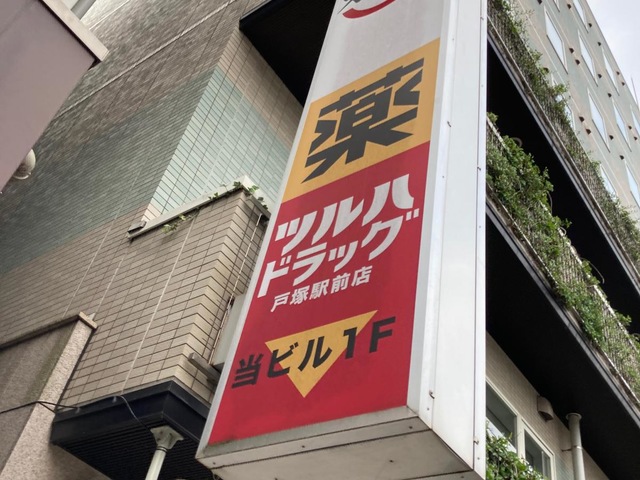 薬
ツルハ
ドラッグ
戸塚駅前店
当ビル1F